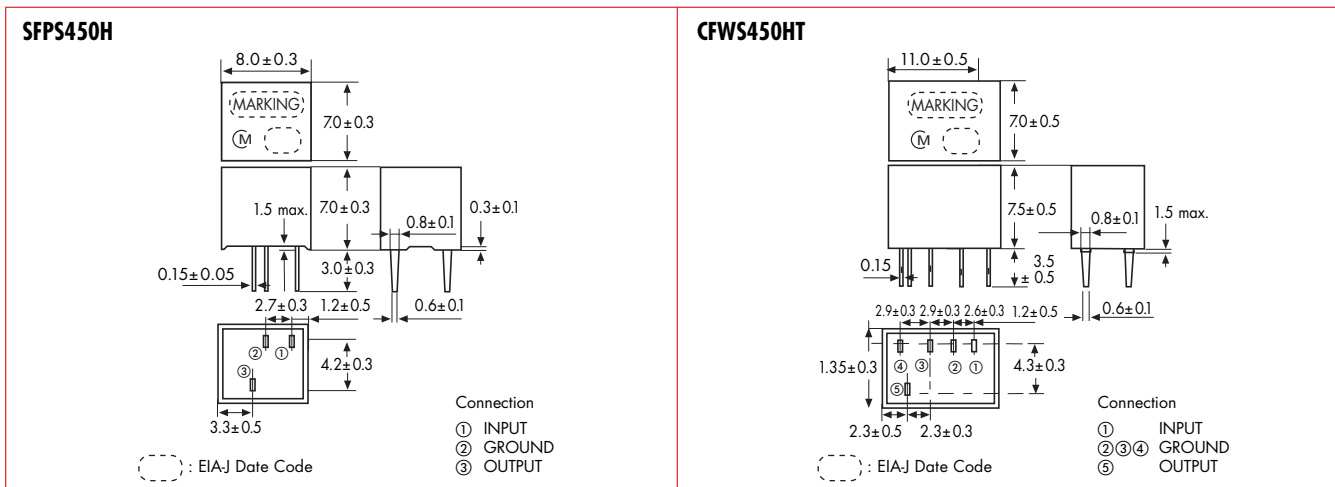 SFPS450H
8.0±0.3
MARKING
7.0±0.3
M
1.5 max.
7.0±0.3
0.8±0.1
0.3±0.1
0.15±0.05
3.0±0.3
2.7±0.3
1.2±0.5
0.6±0.1
② ①
③
4.2±0.3
3.3±0.5
Connection
① INPUT
② GROUND
③ OUTPUT
: EIA-J Date Code
CFWS450HT
11.0±0.5
MARKING
7.0±0.5
M
7.5±0.5
0.8±0.1
1.5 max.
0.15
3.5
±0.5
2.9±0.3 2.9±0.3 2.6±0.3 1.2±0.5
0.6±0.1
1.35±0.3
④ ③ ② ①
⑤
4.3±0.3
2.3±0.5 2.3±0.3
Connection
① INPUT
②③④ GROUND
⑤ OUTPUT
: EIA-J Date Code